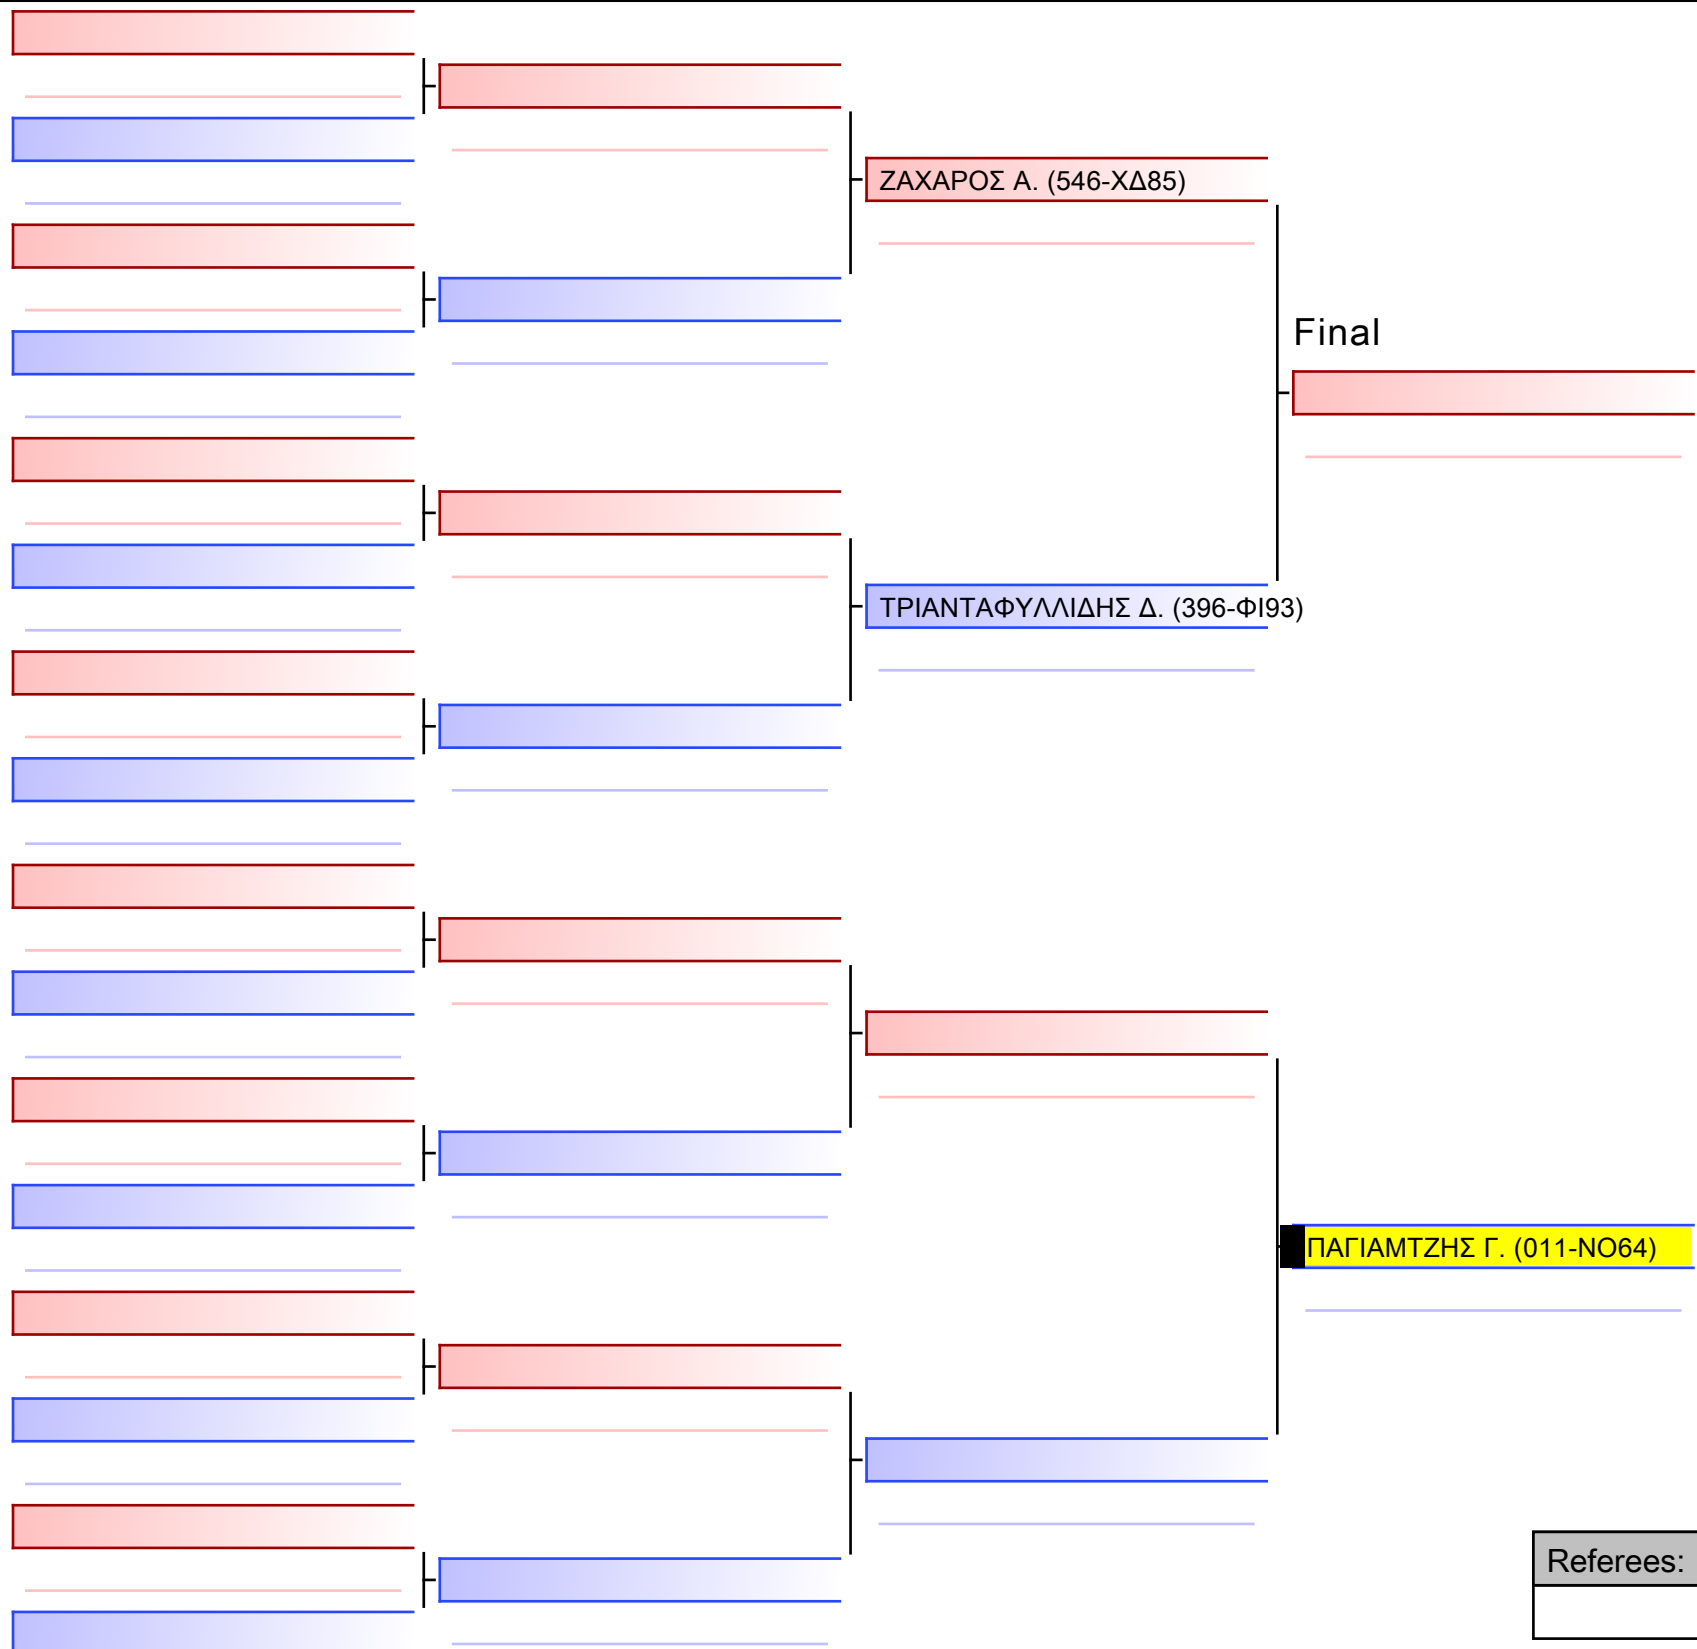 ΖΑΧΑΡΟΣ Α. (546-ΧΔ85)
Final
ΤΡΙΑΝΤΑΦΥΛΛΙΔΗΣ Δ. (396-ΦΙ93)
ΠΑΓΙΑΜΤΖΗΣ Γ. (011-ΝΟ64)
Referees: